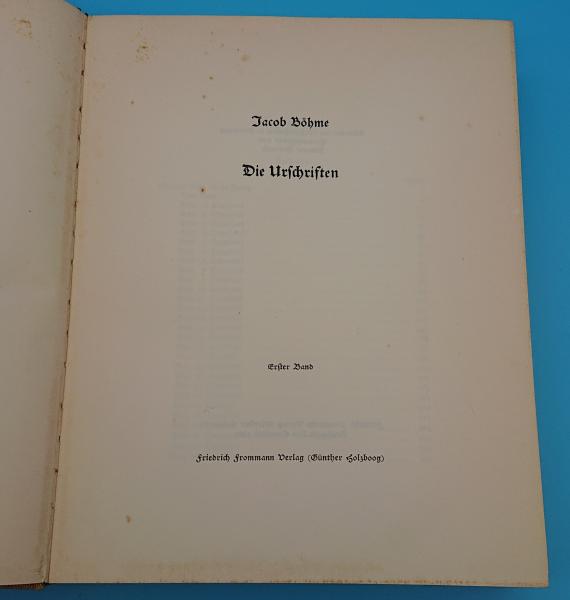 Jacob Böhme
Die Urschriften
Erster Band
Friedrich Frommann Verlag (Günther Holzboog)